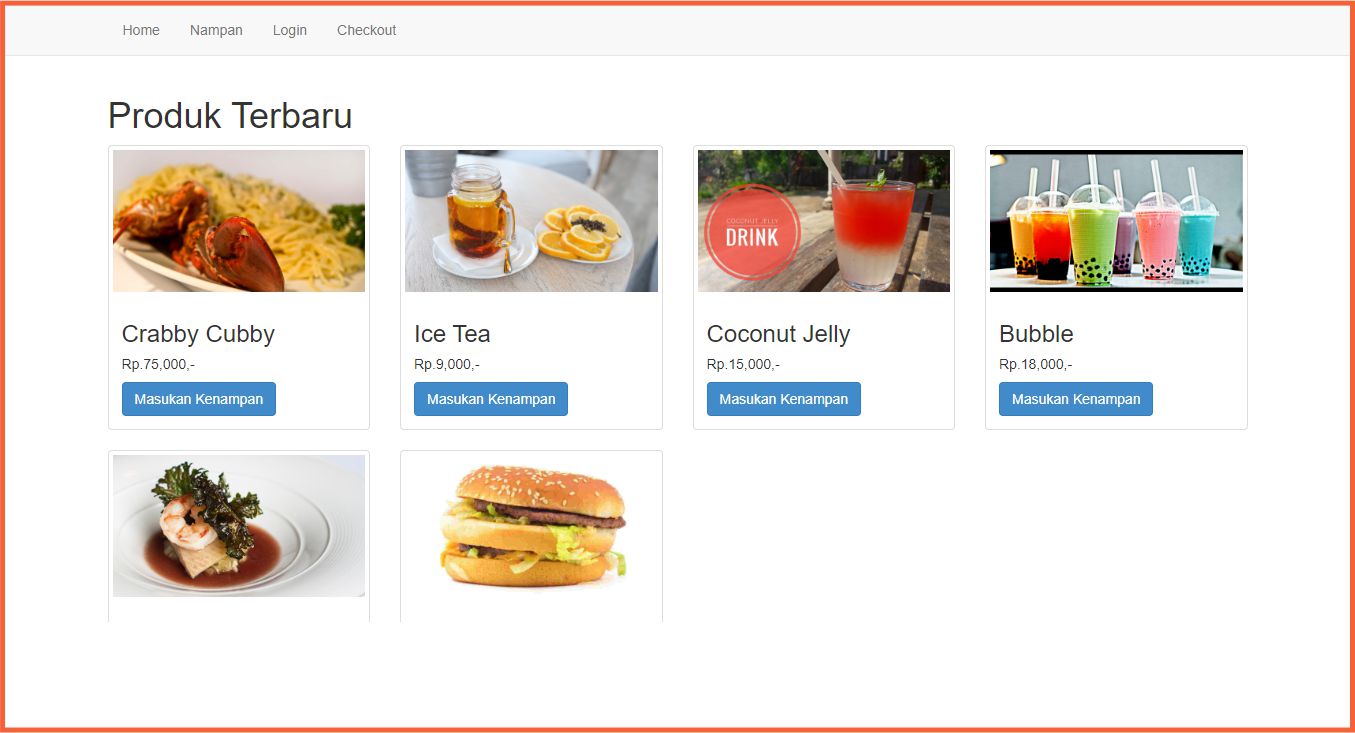 Home Nampan Login Checkout
Produk Terbaru
COCONUT JELLY
DRINK
Crabby Cubby
Rp.75,000,-
Masukan Kenampan
Ice Tea
Rp.9,000,-
Masukan Kenampan
Coconut Jelly
Rp.15,000,-
Masukan Kenampan
Bubble
Rp.18,000,-
Masukan Kenampan